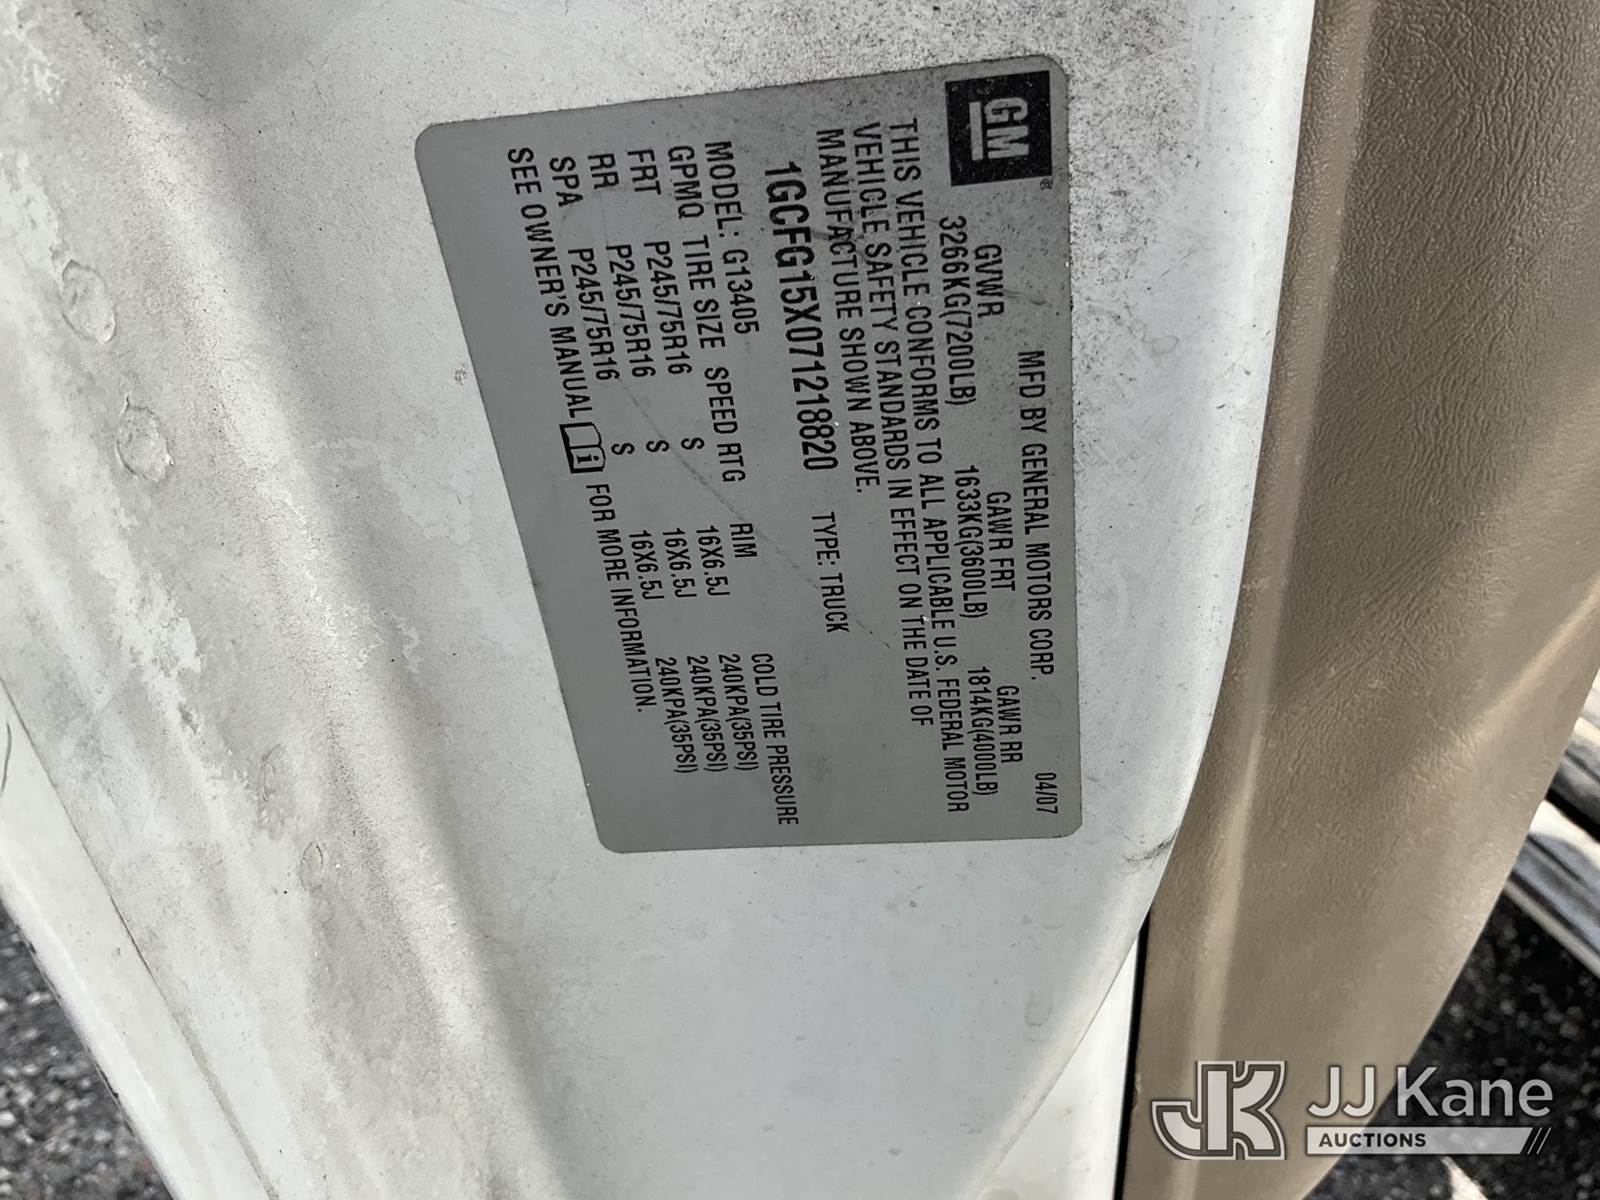 GM®
MFD BY GENERAL MOTORS CORP. 04/07
GVWR GAWR FRT GAWR RR
3266KG(7200LB) 1633KG(3600LB) 1814KG(4000LB)
THIS VEHICLE CONFORMS TO ALL APPLICABLE U.S. FEDERAL MOTOR
VEHICLE SAFETY STANDARDS IN EFFECT ON THE DATE OF
MANUFACTURE SHOWN ABOVE.
1GCFG15X071218820 TYPE: TRUCK
MODEL: G13405
GPMQ TIRE SIZE SPEED RTG RIM COLD TIRE PRESSURE
FRT P245/75R16 S 16X6.5J 240KPA(35PSI)
RR P245/75R16 S 16X6.5J 240KPA(35PSI)
SPA P245/75R16 S 16X6.5J 240KPA(35PSI)
SEE OWNER'S MANUAL i FOR MORE INFORMATION.
JK JJ Kane
AUCTIONS